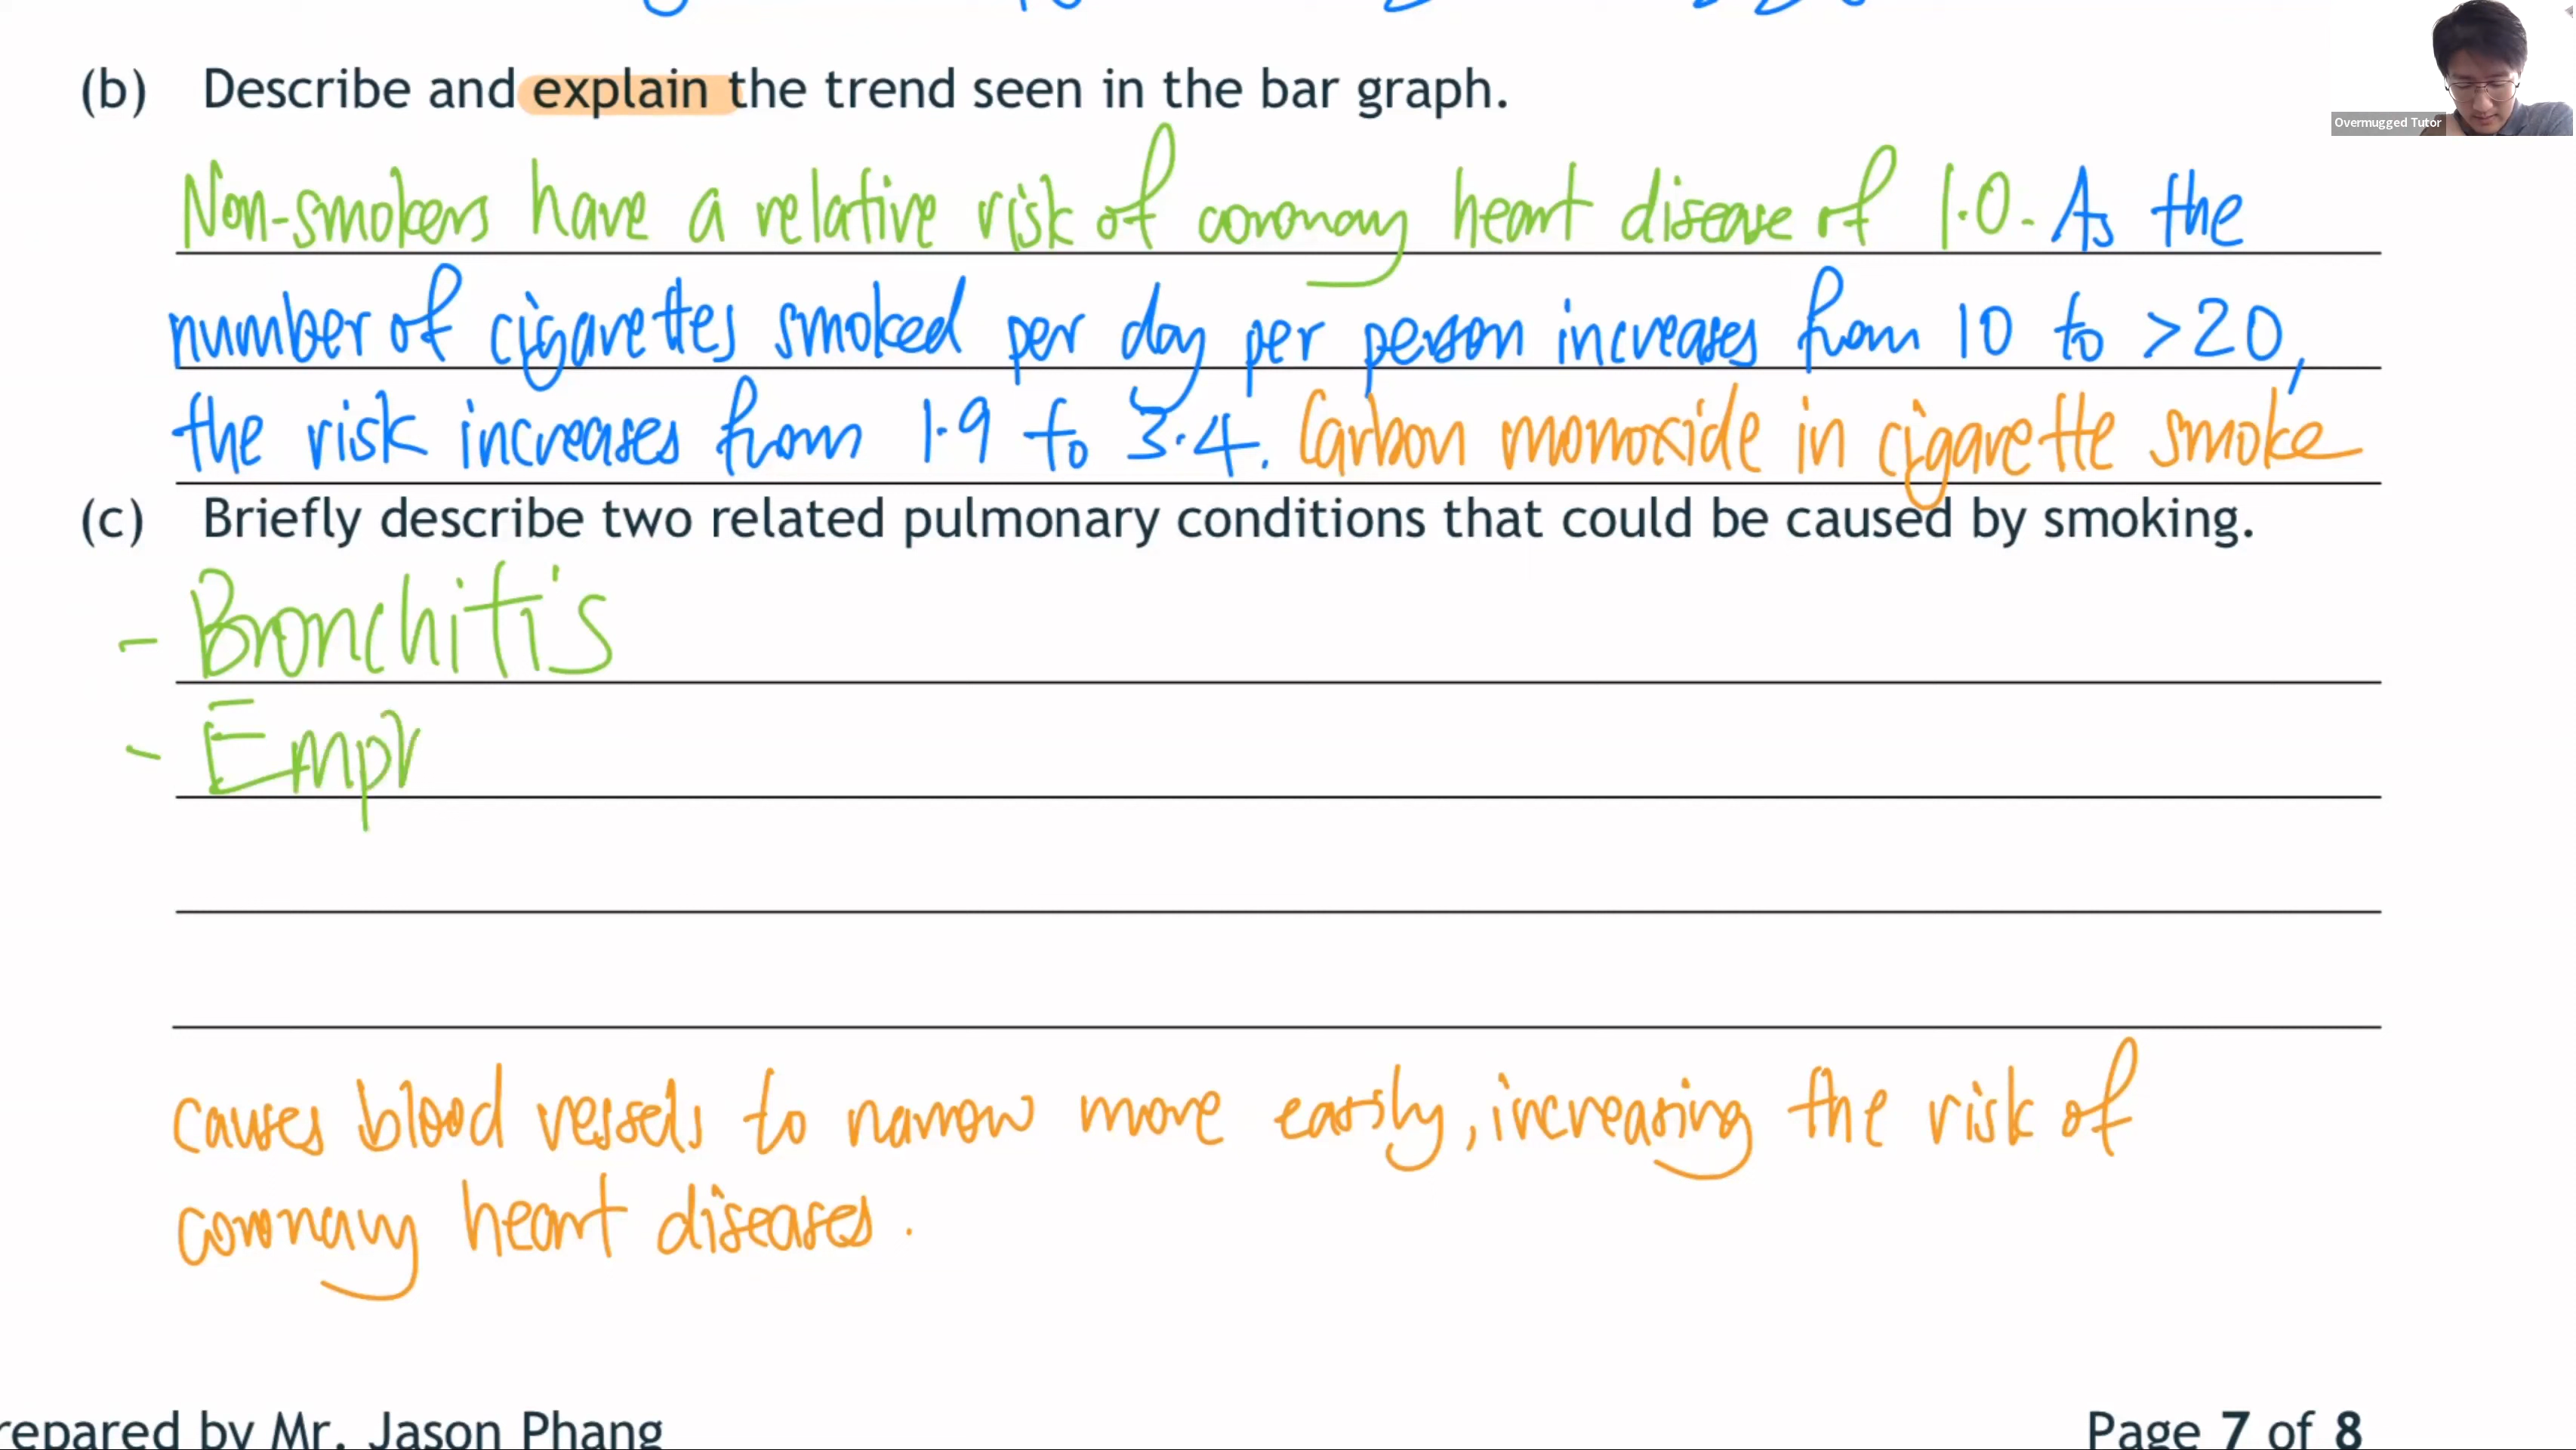 (b) Describe and explain the trend seen in the bar graph.
Overmugged Tutor
Non-smokers have a relative risk of coronary heart disease of 1.0. As the
number of cigarettes smoked per day per person increases from 10 to >20,
the risk increases from 1.9 to 3.4. Carbon monoxide in cigarette smoke
(c) Briefly describe two related pulmonary conditions that could be caused by smoking.
- Bronchitis
- Emph
causes blood vessels to narrow more easily, increasing the risk of
coronary heart diseases.
repared by Mr. Jason Phang
Page 7 of 8